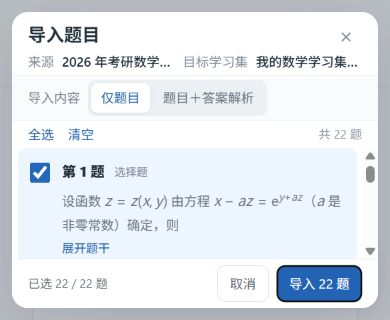 导入题目
来源 2026 年考研数学... 目标学习集 我的数学学习集...
导入内容 仅题目 题目＋答案解析
全选 清空 共 22 题
第 1 题 选择题
设函数 z = z(x, y) 由方程 x − az = e^{y+az}（a 是
非零常数）确定，则
展开题干
已选 22 / 22 题 取消 导入 22 题